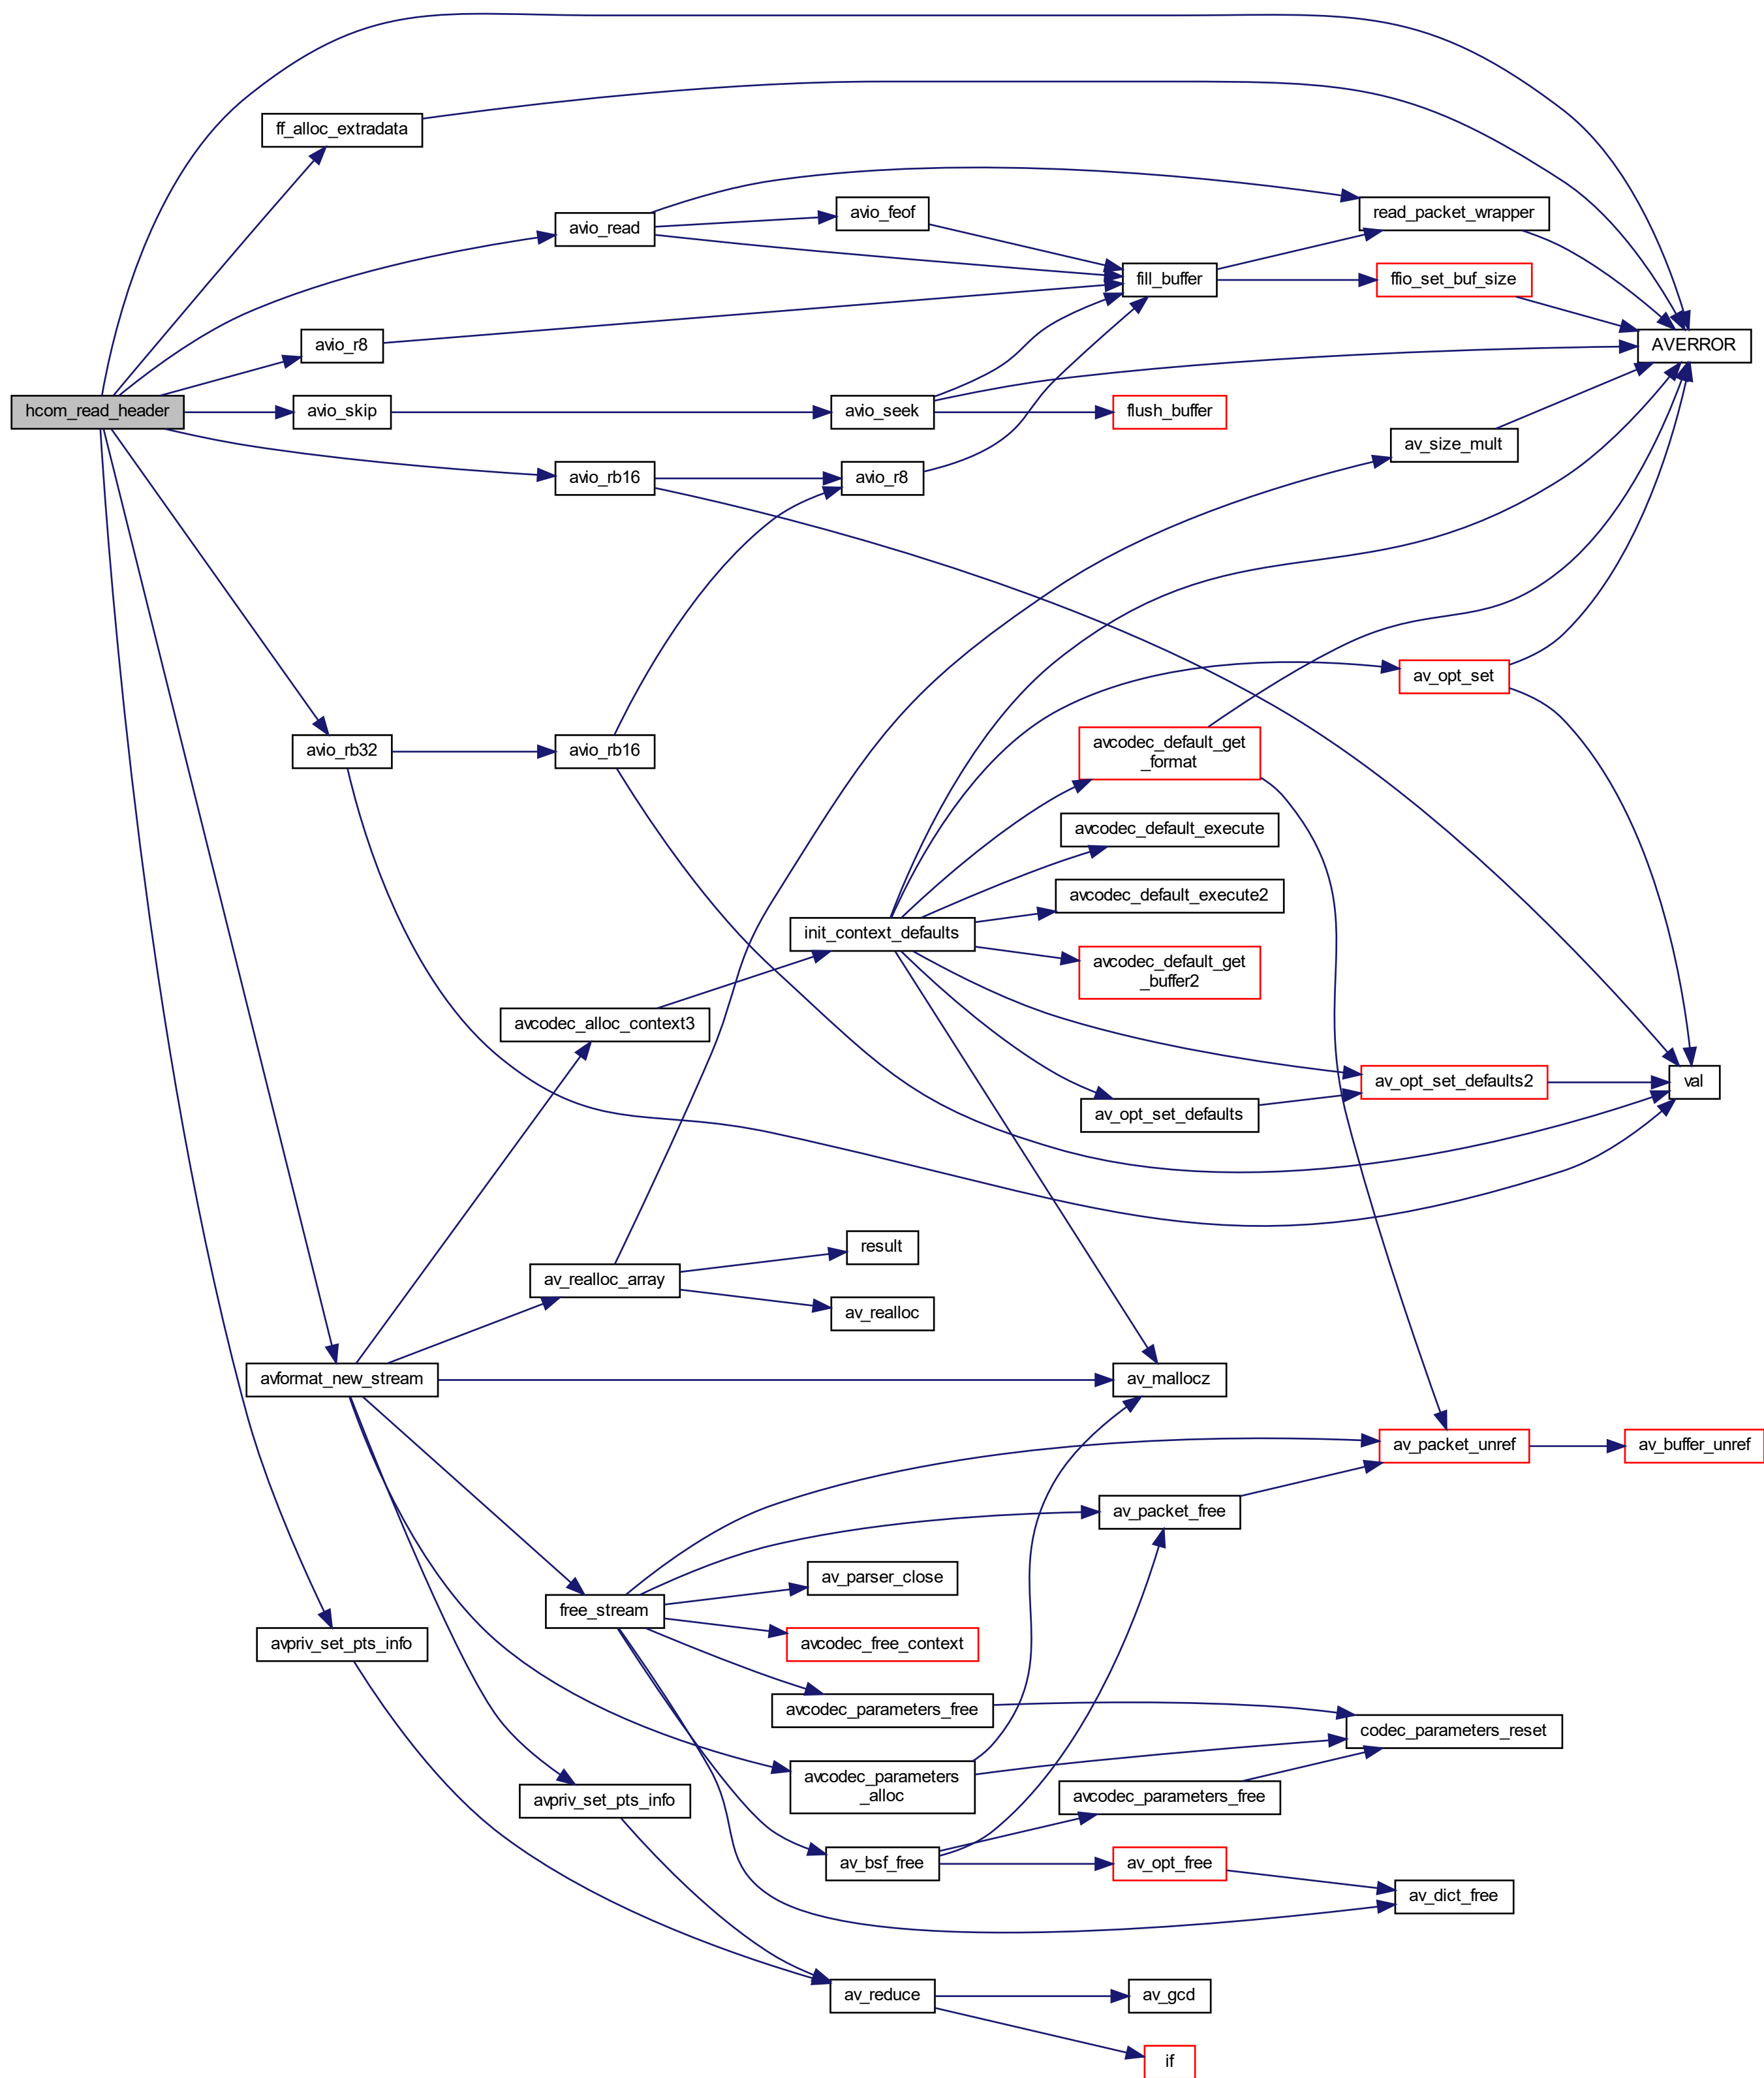 ff_alloc_extradata
avio_read
avio_feof
read_packet_wrapper
fill_buffer
ffio_set_buf_size
avio_r8
AVERROR
hcom_read_header
avio_skip
avio_seek
flush_buffer
av_size_mult
avio_rb16
avio_r8
av_opt_set
avio_rb32
avio_rb16
avcodec_default_get
_format
avcodec_default_execute
avcodec_default_execute2
init_context_defaults
avcodec_default_get
_buffer2
avcodec_alloc_context3
av_opt_set_defaults2
val
av_opt_set_defaults
result
av_realloc_array
av_realloc
avformat_new_stream
av_mallocz
av_packet_unref
av_buffer_unref
av_packet_free
av_parser_close
free_stream
avcodec_free_context
avpriv_set_pts_info
avcodec_parameters_free
codec_parameters_reset
avcodec_parameters
_alloc
avcodec_parameters_free
avpriv_set_pts_info
av_bsf_free
av_opt_free
av_dict_free
av_reduce
av_gcd
if